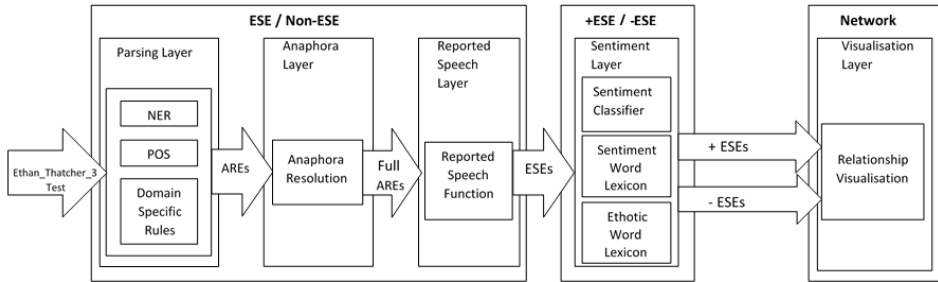 ESE / Non-ESE
+ESE / -ESE
Network
Parsing Layer
Anaphora
Layer
Reported
Speech
Layer
Sentiment
Layer
Visualisation
Layer
NER
POS
Domain
Specific
Rules
Ethan_Thatcher_3
Test
AREs
Anaphora
Resolution
Full
AREs
Reported
Speech
Function
ESEs
Sentiment
Classifier
Sentiment
Word
Lexicon
Ethotic
Word
Lexicon
+ ESEs
- ESEs
Relationship
Visualisation